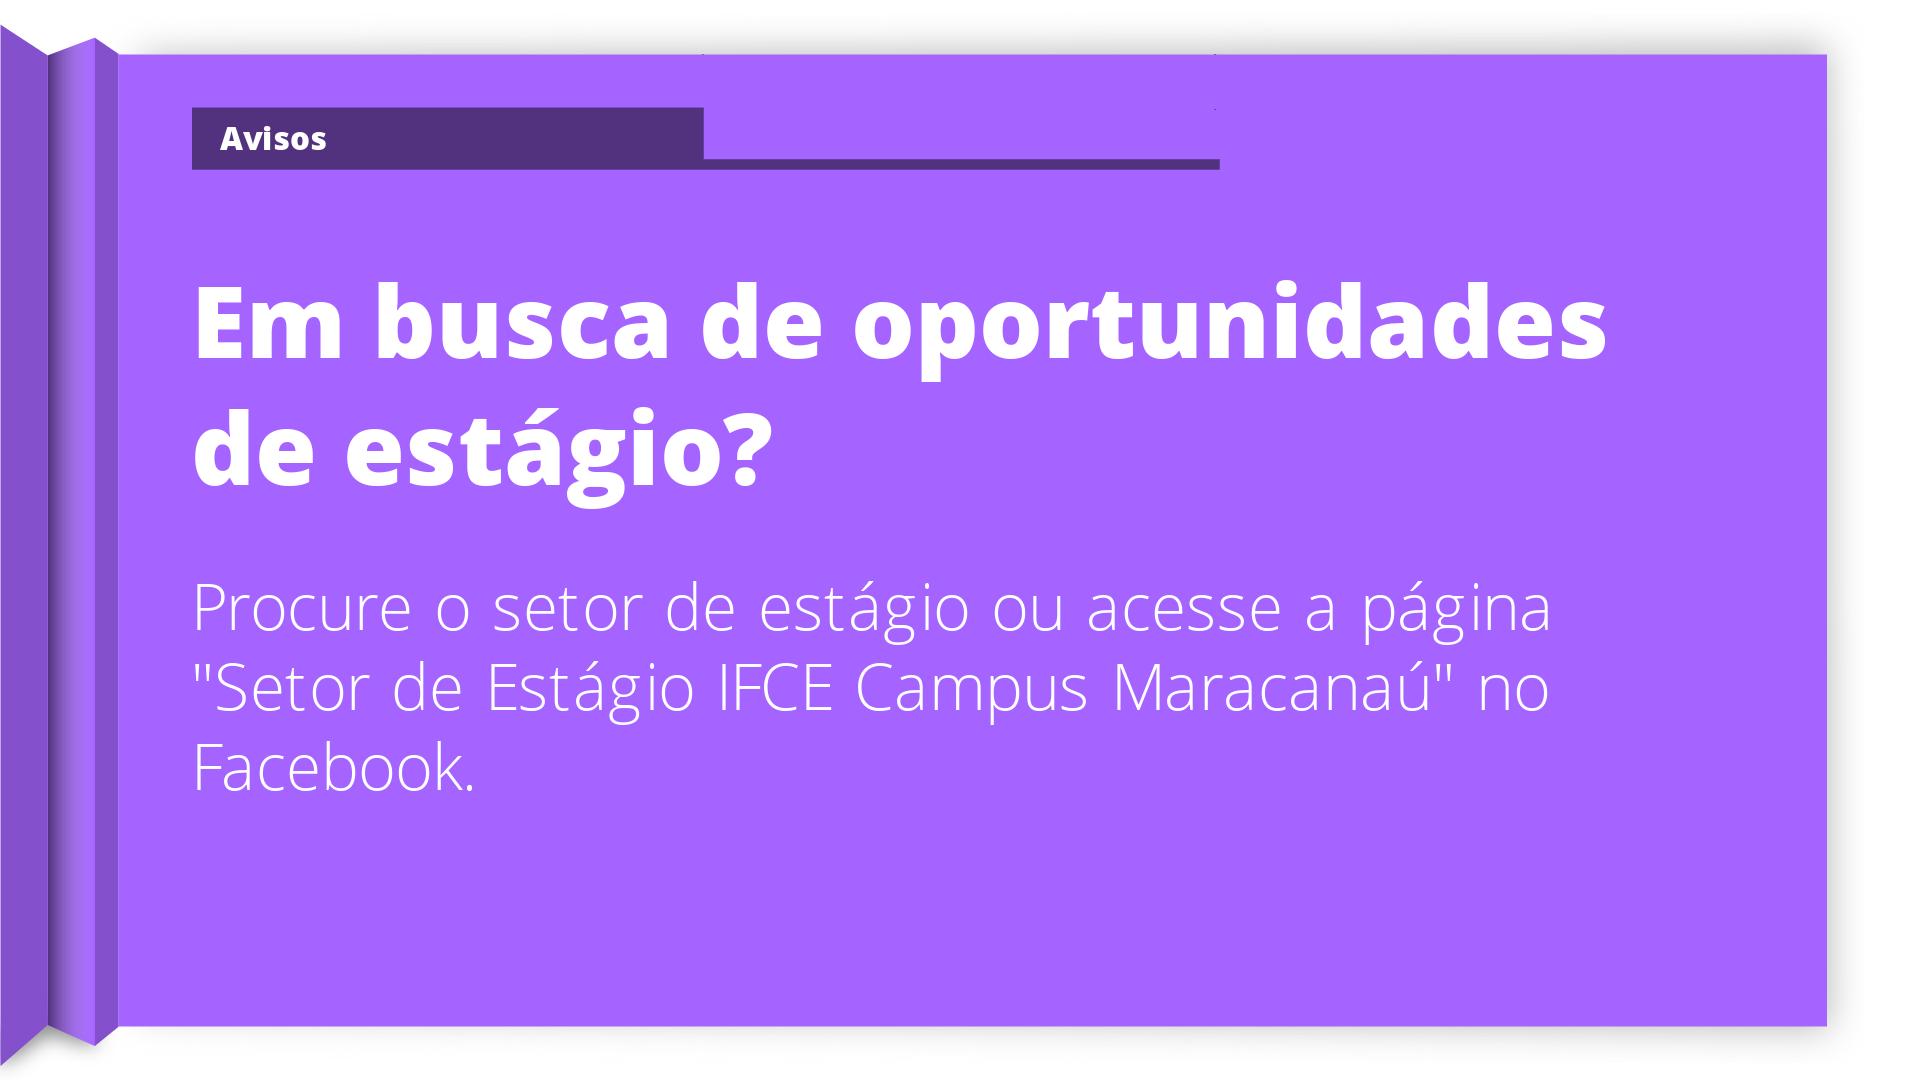 Avisos
Em busca de oportunidades
de estágio?
Procure o setor de estágio ou acesse a página
"Setor de Estágio IFCE Campus Maracanaú" no
Facebook.